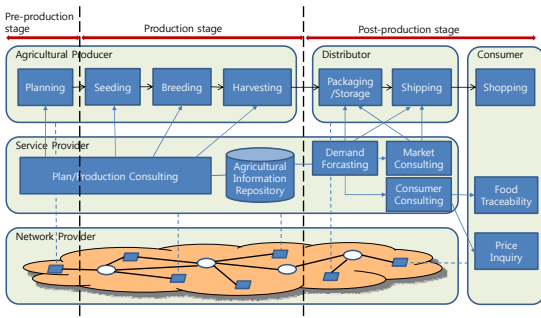 Pre-production
stage
Production stage
Post-production stage
Agricultural Producer
Distributor
Consumer
Planning
Seeding
Breeding
Harvesting
Packaging
/Storage
Shipping
Shopping
Service Provider
Plan/Production Consulting
Agricultural
Information
Repository
Demand
Forcasting
Market
Consulting
Consumer
Consulting
Food
Traceability
Network Provider
Price
Inquiry